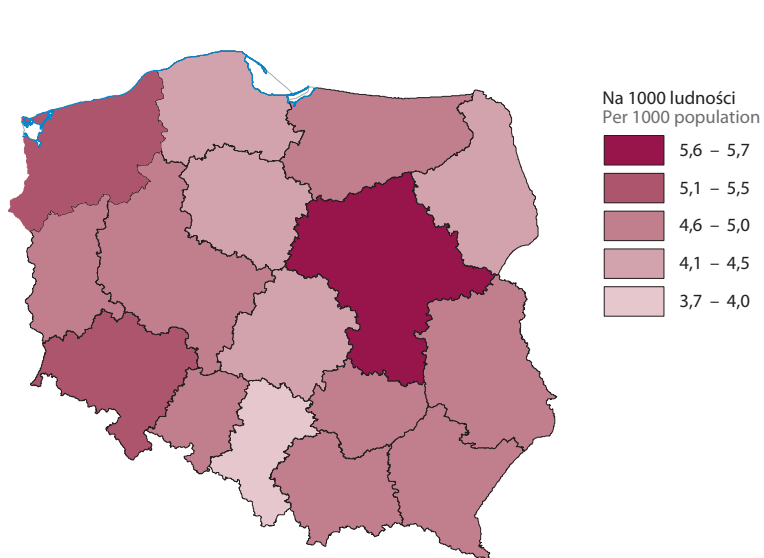 Na 1000 ludności
Per 1000 population
5,6 – 5,7
5,1 – 5,5
4,6 – 5,0
4,1 – 4,5
3,7 – 4,0